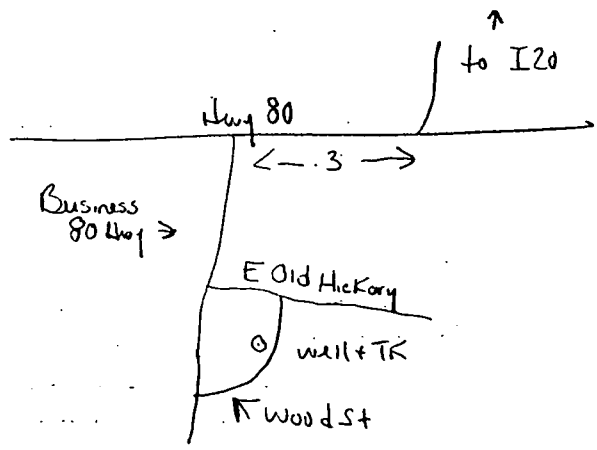 to I20
Hwy 80
.3
Business
80 Hwy
E Old Hickory
well + TK
Wood St